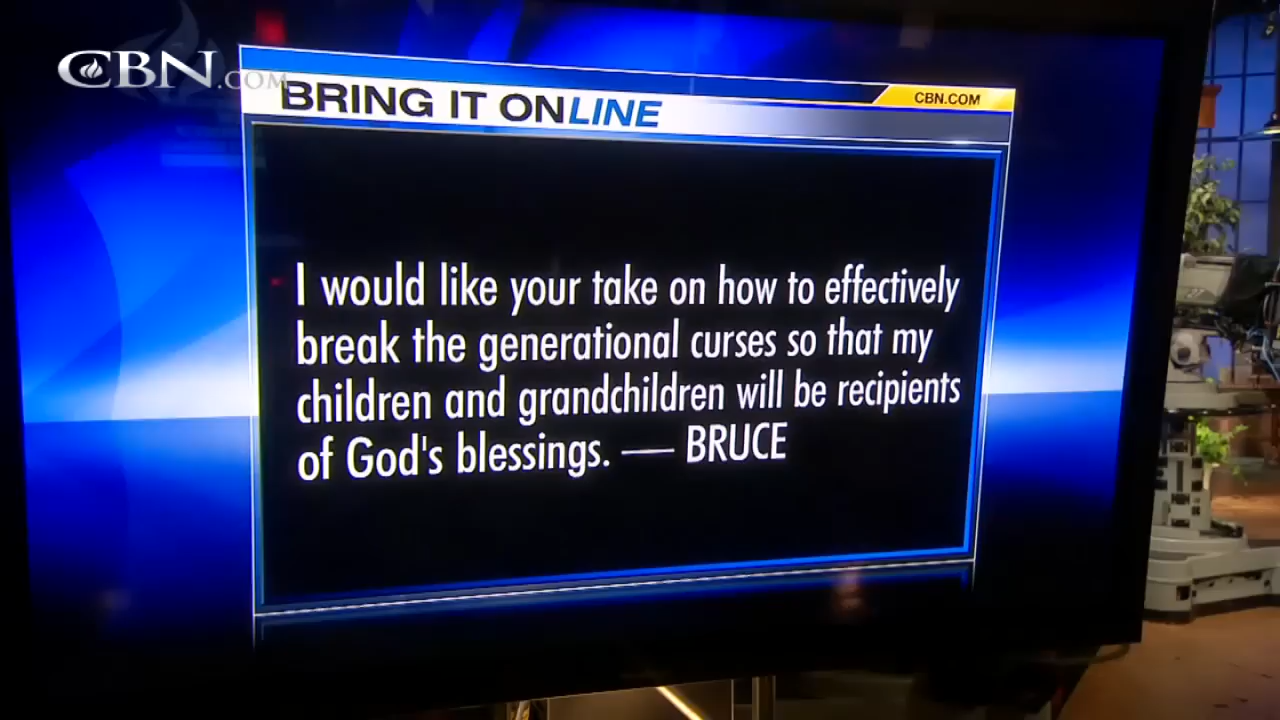 CBN.COM
BRING IT ONLINE
CBN.COM
I would like your take on how to effectively
break the generational curses so that my
children and grandchildren will be recipients
of God's blessings. — BRUCE